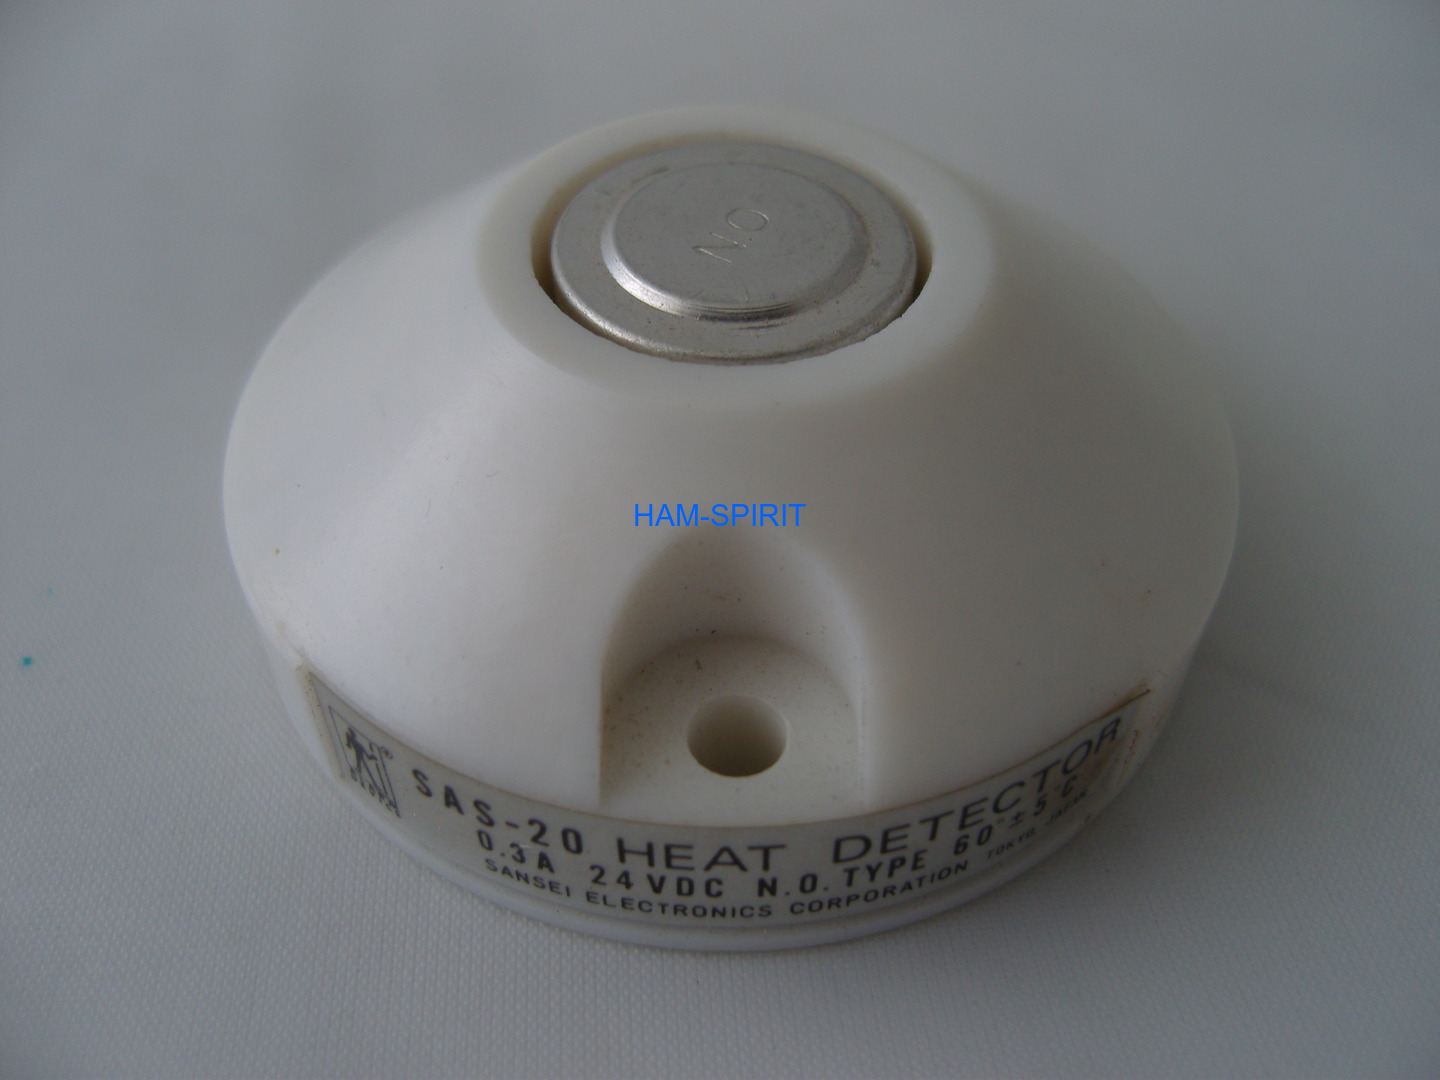 N.O
HAM-SPIRIT
SAS-20 HEAT DETECTOR
0.3A 24VDC N.O. TYPE 60°±5°C
SANSEI ELECTRONICS CORPORATION TOKYO, JAPAN